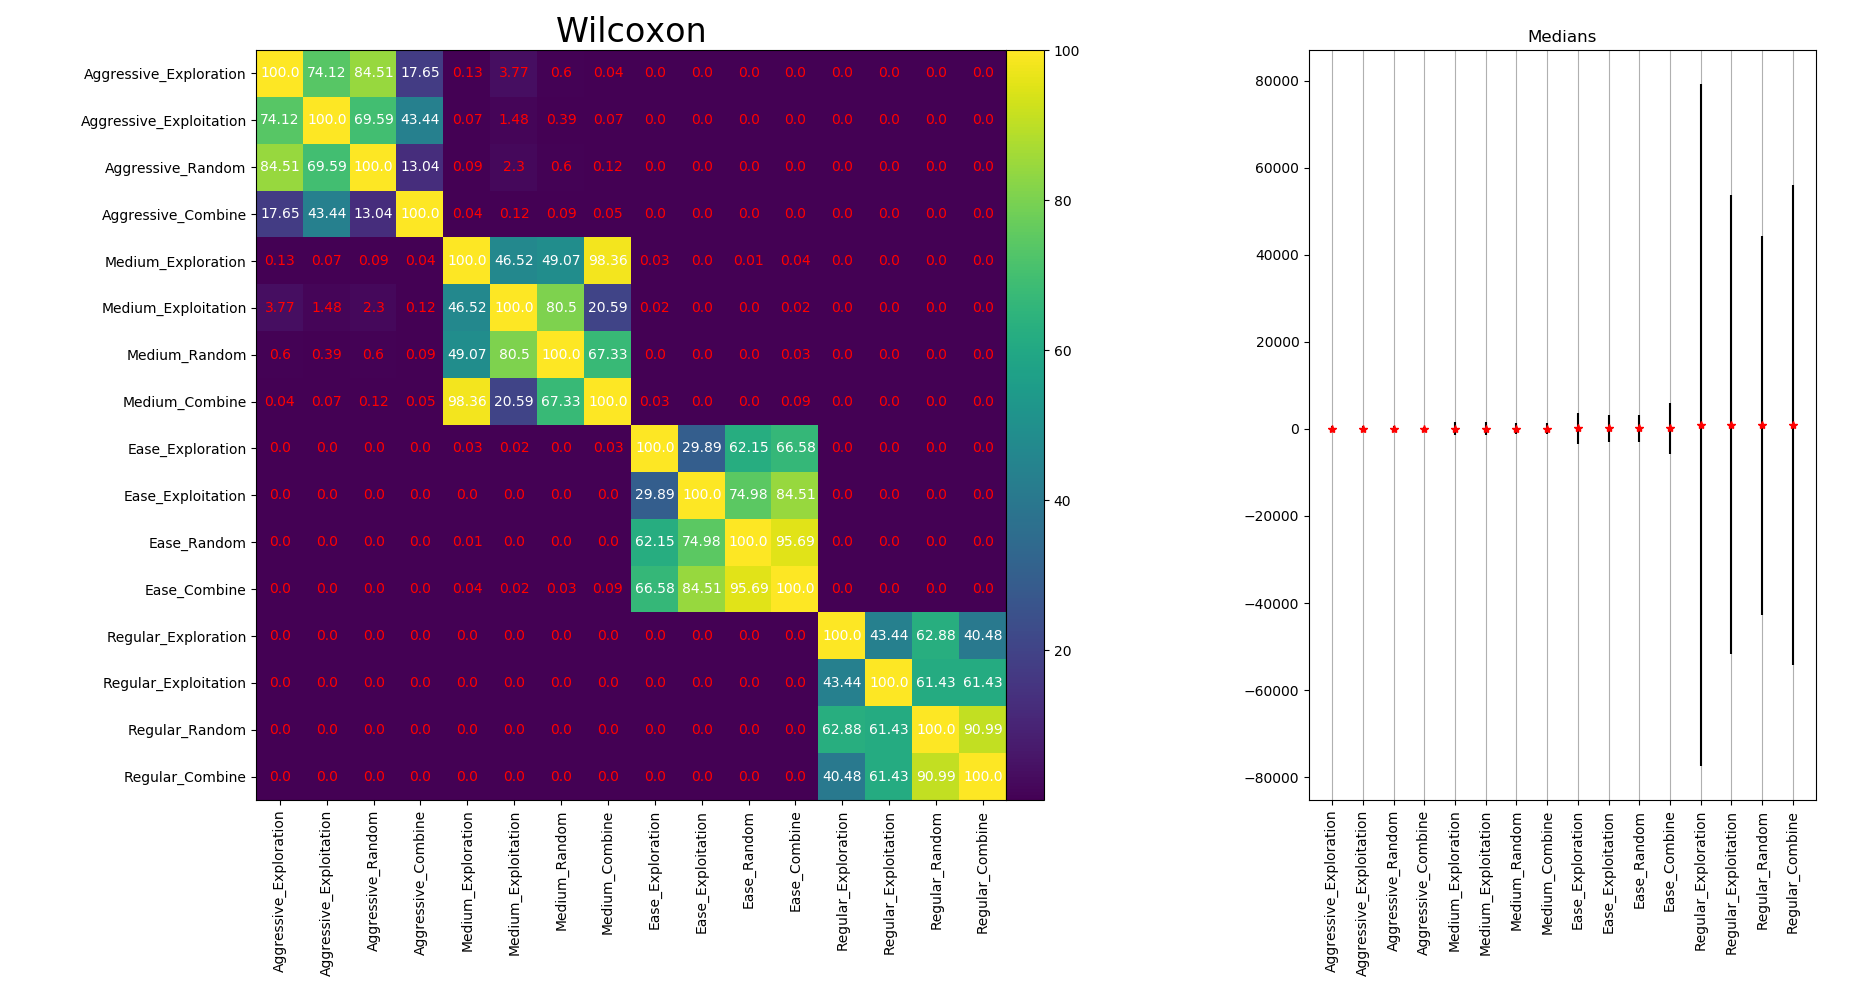 Wilcoxon
Aggressive_Exploration 100.0 74.12 84.51 17.65 0.13 3.77 0.6 0.04 0.0 0.0 0.0 0.0 0.0 0.0 0.0 0.0
Aggressive_Exploitation 74.12 100.0 69.59 43.44 0.07 1.48 0.39 0.07 0.0 0.0 0.0 0.0 0.0 0.0 0.0 0.0
Aggressive_Random 84.51 69.59 100.0 13.04 0.09 2.3 0.6 0.12 0.0 0.0 0.0 0.0 0.0 0.0 0.0 0.0
Aggressive_Combine 17.65 43.44 13.04 100.0 0.04 0.12 0.09 0.05 0.0 0.0 0.0 0.0 0.0 0.0 0.0 0.0
Medium_Exploration 0.13 0.07 0.09 0.04 100.0 46.52 49.07 98.36 0.03 0.0 0.01 0.04 0.0 0.0 0.0 0.0
Medium_Exploitation 3.77 1.48 2.3 0.12 46.52 100.0 80.5 20.59 0.02 0.0 0.0 0.02 0.0 0.0 0.0 0.0
Medium_Random 0.6 0.39 0.6 0.09 49.07 80.5 100.0 67.33 0.0 0.0 0.0 0.03 0.0 0.0 0.0 0.0
Medium_Combine 0.04 0.07 0.12 0.05 98.36 20.59 67.33 100.0 0.03 0.0 0.0 0.09 0.0 0.0 0.0 0.0
Ease_Exploration 0.0 0.0 0.0 0.0 0.03 0.02 0.0 0.03 100.0 29.89 62.15 66.58 0.0 0.0 0.0 0.0
Ease_Exploitation 0.0 0.0 0.0 0.0 0.0 0.0 0.0 0.0 29.89 100.0 74.98 84.51 0.0 0.0 0.0 0.0
Ease_Random 0.0 0.0 0.0 0.0 0.01 0.0 0.0 0.0 62.15 74.98 100.0 95.69 0.0 0.0 0.0 0.0
Ease_Combine 0.0 0.0 0.0 0.0 0.04 0.02 0.03 0.09 66.58 84.51 95.69 100.0 0.0 0.0 0.0 0.0
Regular_Exploration 0.0 0.0 0.0 0.0 0.0 0.0 0.0 0.0 0.0 0.0 0.0 0.0 100.0 43.44 62.88 40.48
Regular_Exploitation 0.0 0.0 0.0 0.0 0.0 0.0 0.0 0.0 0.0 0.0 0.0 0.0 43.44 100.0 61.43 61.43
Regular_Random 0.0 0.0 0.0 0.0 0.0 0.0 0.0 0.0 0.0 0.0 0.0 0.0 62.88 61.43 100.0 90.99
Regular_Combine 0.0 0.0 0.0 0.0 0.0 0.0 0.0 0.0 0.0 0.0 0.0 0.0 40.48 61.43 90.99 100.0
Aggressive_Exploration
Aggressive_Exploitation
Aggressive_Random
Aggressive_Combine
Medium_Exploration
Medium_Exploitation
Medium_Random
Medium_Combine
Ease_Exploration
Ease_Exploitation
Ease_Random
Ease_Combine
Regular_Exploration
Regular_Exploitation
Regular_Random
Regular_Combine
100
80
60
40
20
Medians
80000
60000
40000
20000
0
−20000
−40000
−60000
−80000
Aggressive_Exploration
Aggressive_Exploitation
Aggressive_Random
Aggressive_Combine
Medium_Exploration
Medium_Exploitation
Medium_Random
Medium_Combine
Ease_Exploration
Ease_Exploitation
Ease_Random
Ease_Combine
Regular_Exploration
Regular_Exploitation
Regular_Random
Regular_Combine